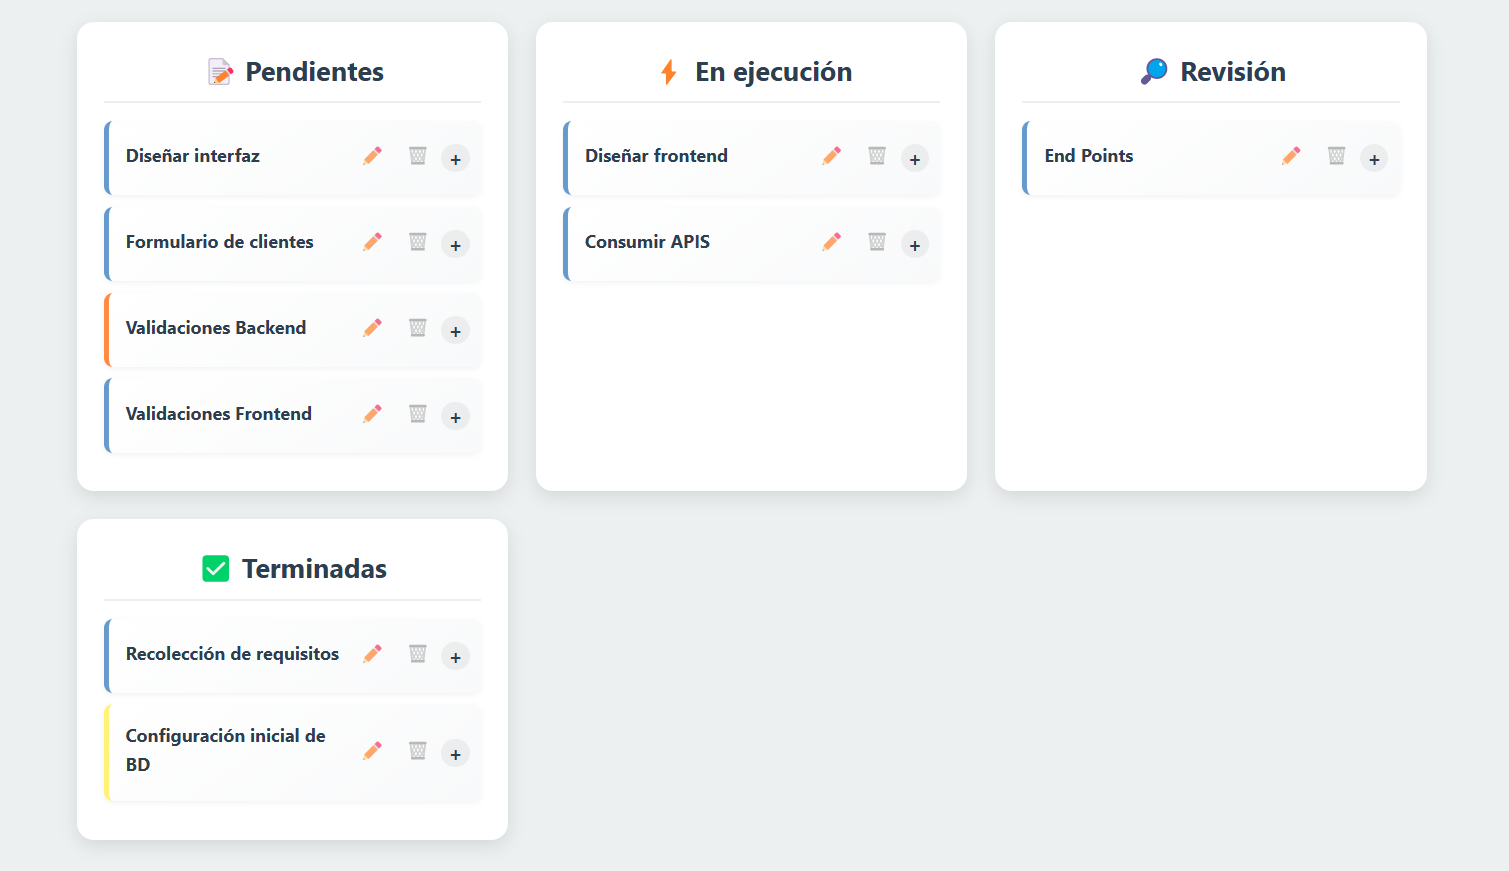 Pendientes
Diseñar interfaz
+
Formulario de clientes
+
Validaciones Backend
+
Validaciones Frontend
+
En ejecución
Diseñar frontend
+
Consumir APIS
+
Revisión
End Points
+
Terminadas
Recolección de requisitos
+
Configuración inicial de
BD
+